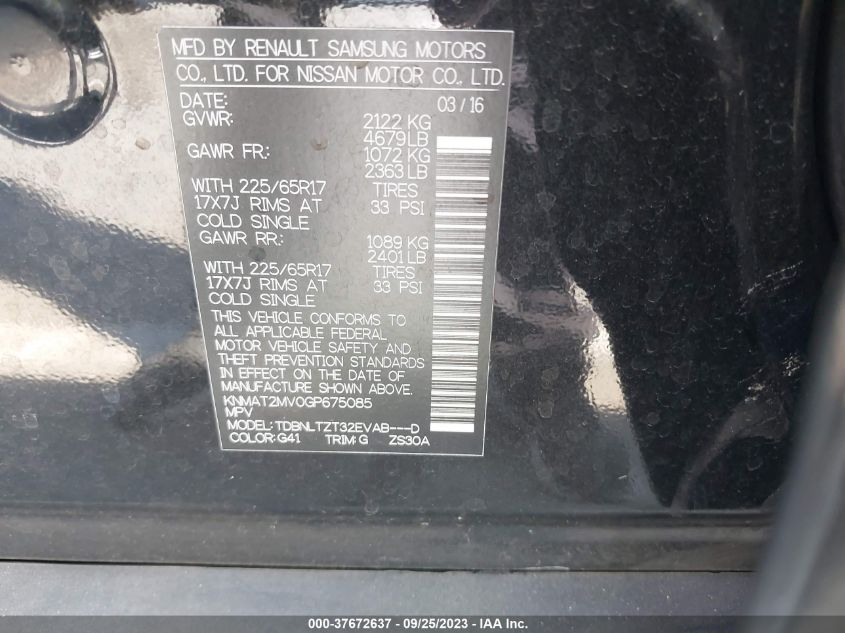 MFD BY RENAULT SAMSUNG MOTORS
CO., LTD. FOR NISSAN MOTOR CO., LTD.
DATE: 03 / 16
GVWR: 2122 KG
4679 LB
GAWR FR: 1072 KG
2363 LB
WITH 225/65R17 TIRES
17X7J RIMS AT 33 PSI
COLD SINGLE
GAWR RR: 1089 KG
2401 LB
WITH 225/65R17 TIRES
17X7J RIMS AT 33 PSI
COLD SINGLE
THIS VEHICLE CONFORMS TO
ALL APPLICABLE FEDERAL
MOTOR VEHICLE SAFETY AND
THEFT PREVENTION STANDARDS
IN EFFECT ON THE DATE OF
MANUFACTURE SHOWN ABOVE.
KNMAT2MV0GP675085
MPV
MODEL: TDBNLTZT32EVAB---D
COLOR: G41 TRIM: G ZS30A
000-37672637 - 09/25/2023 - IAA Inc.